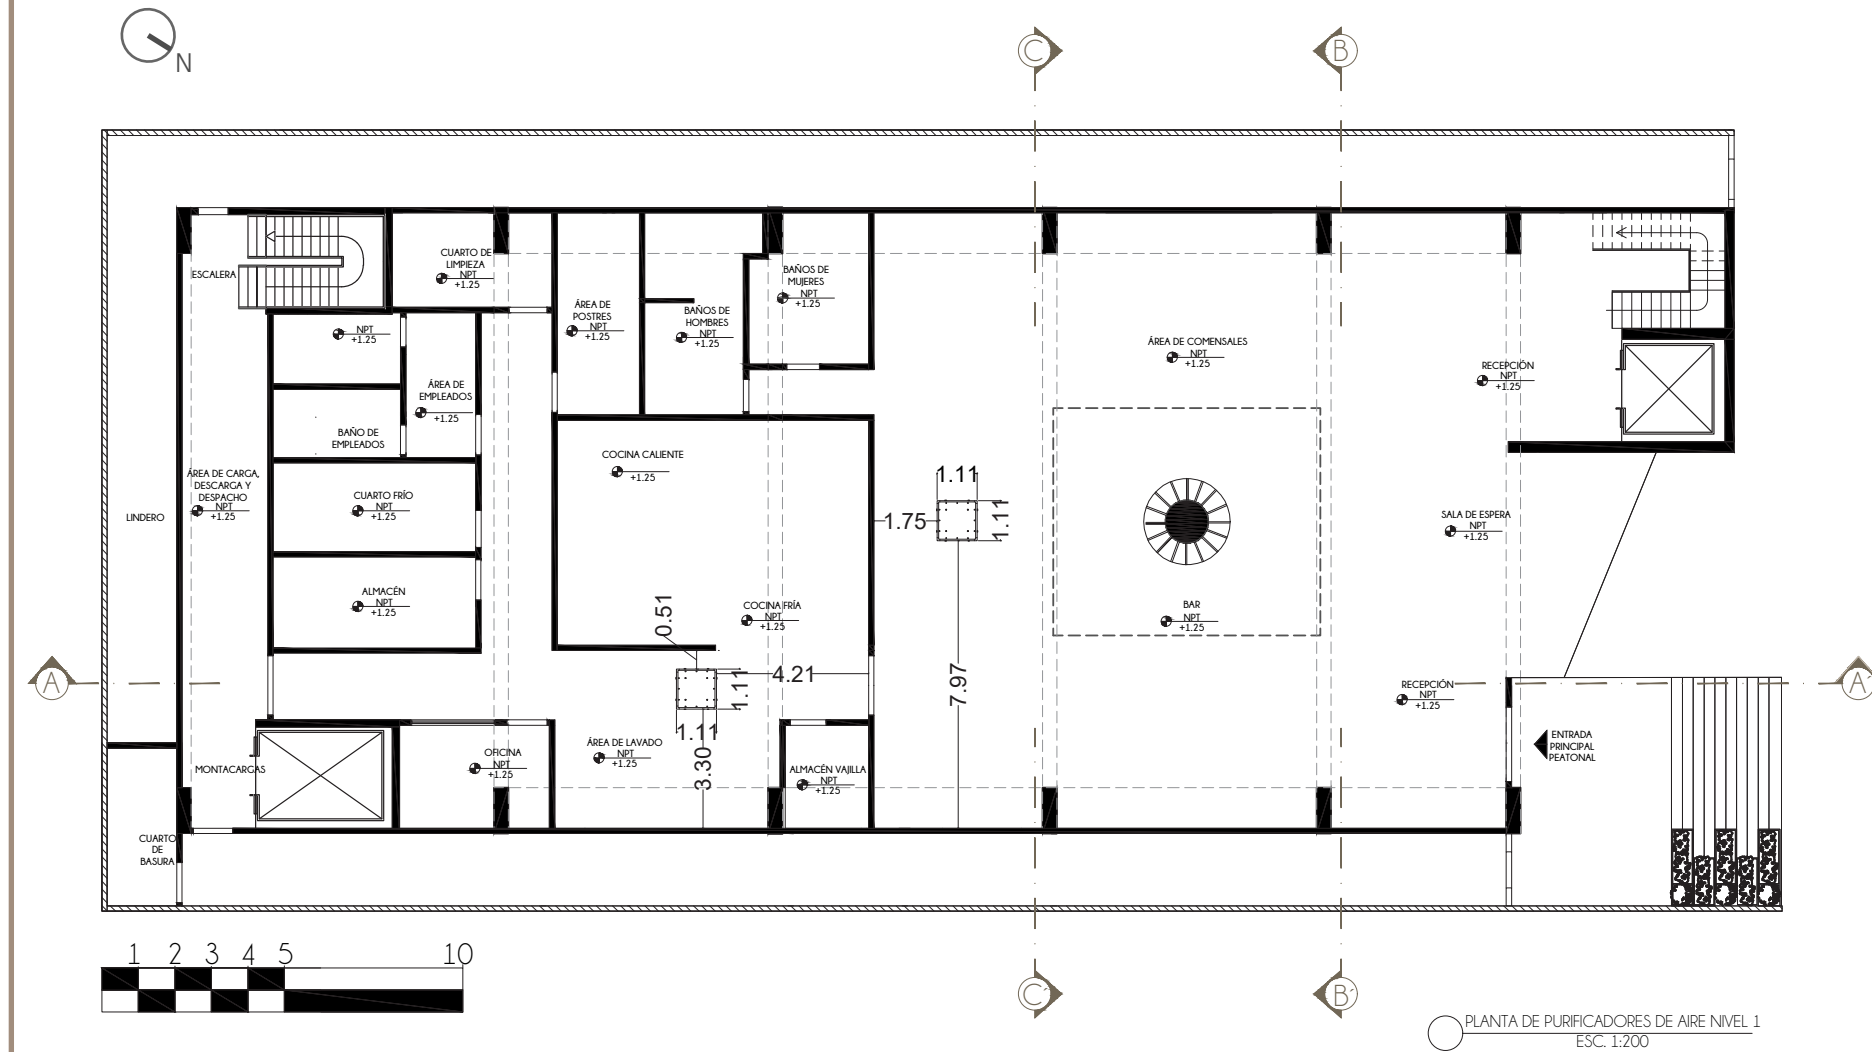 N
C
B
ESCALERA
CUARTO DE
LIMPIEZA
NPT
+1.25
BAÑOS DE
MUJERES
NPT
+1.25
ÁREA DE
POSTRES
NPT
+1.25
BAÑOS DE
HOMBRES
NPT
+1.25
NPT
+1.25
ÁREA DE COMENSALES
NPT
+1.25
RECEPCIÓN
NPT
+1.25
ÁREA DE
EMPLEADOS
+1.25
BAÑO DE
EMPLEADOS
COCINA CALIENTE
+1.25
ÁREA DE CARGA,
DESCARGA Y
DESPACHO
NPT
+1.25
CUARTO FRÍO
NPT
+1.25
LINDERO
1.11
1.11
1.75
SALA DE ESPERA
NPT
+1.25
ALMACÉN
NPT
+1.25
0.51
COCINA FRÍA
NPT
+1.25
BAR
NPT
+1.25
A
4.21
1.11
1.11
3.30
7.97
RECEPCIÓN
NPT
+1.25
A´
MONTACARGAS
OFICINA
NPT
+1.25
ÁREA DE LAVADO
NPT
+1.25
ALMACÉN VAJILLA
NPT
+1.25
ENTRADA
PRINCIPAL
PEATONAL
CUARTO
DE
BASURA
1 2 3 4 5 10
C´
B´
PLANTA DE PURIFICADORES DE AIRE NIVEL 1
ESC. 1:200